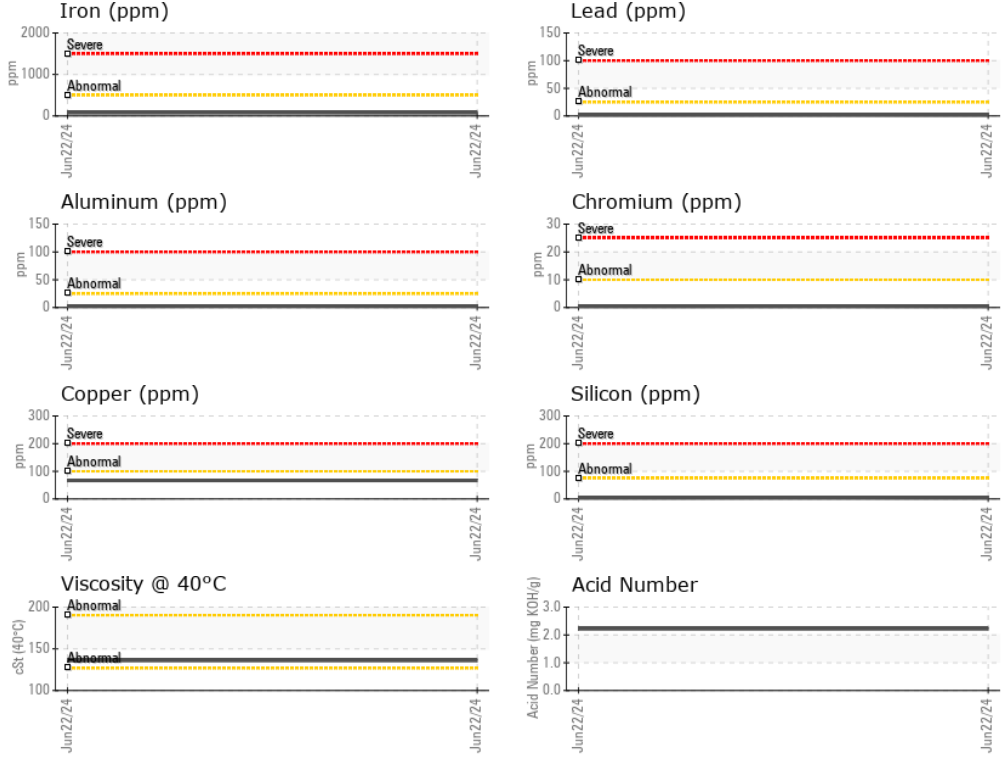 Iron (ppm)
2000
1000
0
ppm
Severe
Abnormal
Jun22/24
Jun22/24
Lead (ppm)
150
100
50
0
ppm
Severe
Abnormal
Jun22/24
Jun22/24
Aluminum (ppm)
150
100
50
0
ppm
Severe
Abnormal
Jun22/24
Jun22/24
Chromium (ppm)
30
20
10
0
ppm
Severe
Abnormal
Jun22/24
Jun22/24
Copper (ppm)
300
200
100
0
ppm
Severe
Abnormal
Jun22/24
Jun22/24
Silicon (ppm)
300
200
100
0
ppm
Severe
Abnormal
Jun22/24
Jun22/24
Viscosity @ 40°C
200
150
100
cSt (40°C)
Abnormal
Abnormal
Jun22/24
Jun22/24
Acid Number
3.0
2.0
1.0
0.0
Acid Number (mg KOH/g)
Jun22/24
Jun22/24